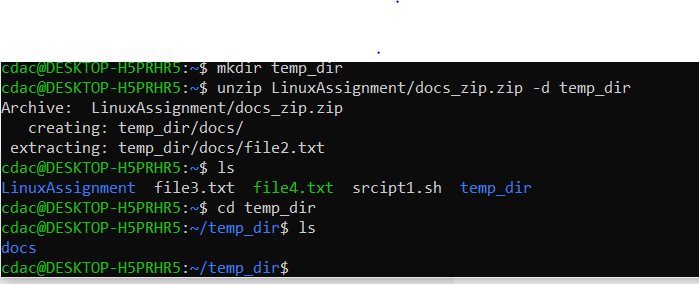 cdac@DESKTOP-H5PRHR5:~$ mkdir temp_dir
cdac@DESKTOP-H5PRHR5:~$ unzip LinuxAssignment/docs_zip.zip -d temp_dir
Archive:  LinuxAssignment/docs_zip.zip
   creating: temp_dir/docs/
 extracting: temp_dir/docs/file2.txt
cdac@DESKTOP-H5PRHR5:~$ ls
LinuxAssignment  file3.txt  file4.txt  srcipt1.sh  temp_dir
cdac@DESKTOP-H5PRHR5:~$ cd temp_dir
cdac@DESKTOP-H5PRHR5:~/temp_dir$ ls
docs
cdac@DESKTOP-H5PRHR5:~/temp_dir$